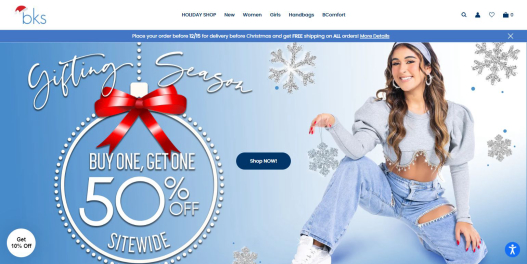 bks
HOLIDAY SHOP New Women Girls Handbags BComfort
0
Place your order before 12/15 for delivery before Christmas and get FREE shipping on ALL orders! More Details
Gifting Season
BUY ONE, GET ONE
50% OFF
SITEWIDE
Shop NOW!
Get
10% Off